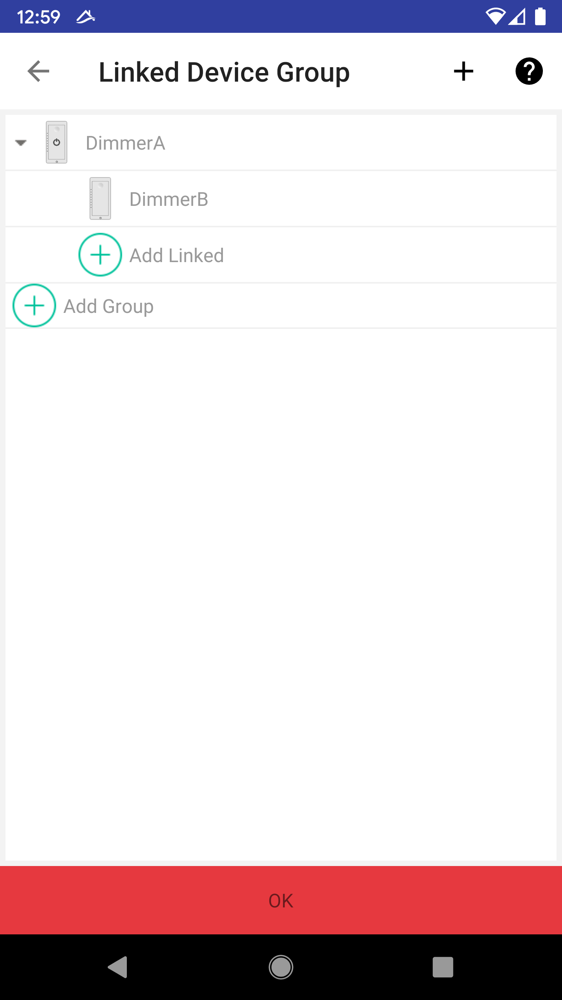 12:59
Linked Device Group
DimmerA
DimmerB
Add Linked
Add Group
OK